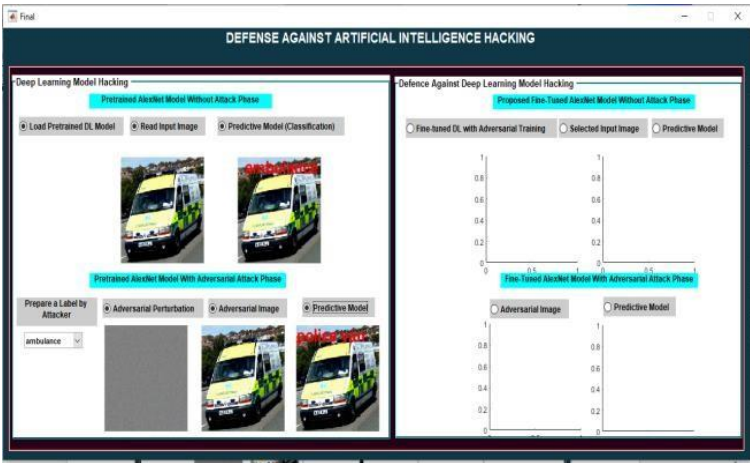 Final
DEFENSE AGAINST ARTIFICIAL INTELLIGENCE HACKING
Deep Learning Model Hacking
Pretrained AlexNet Model Without Attack Phase
Load Pretrained DL Model
Read Input Image
Predictive Model (Classification)
ambulance
Pretrained AlexNet Model With Adversarial Attack Phase
Prepare a Label by
Attacker
ambulance
Adversarial Perturbation
Adversarial Image
Predictive Model
police van
Defence Against Deep Learning Model Hacking
Proposed Fine-Tuned AlexNet Model Without Attack Phase
Fine-tuned DL with Adversarial Training
Selected Input Image
Predictive Model
1
0.8
0.6
0.4
0.2
0
0 0.5 1
1
0.8
0.6
0.4
0.2
0
0 0.5 1
Fine-Tuned AlexNet Model With Adversarial Attack Phase
Adversarial Image
Predictive Model
1
0.8
0.6
0.4
0.2
0
1
0.8
0.6
0.4
0.2
0